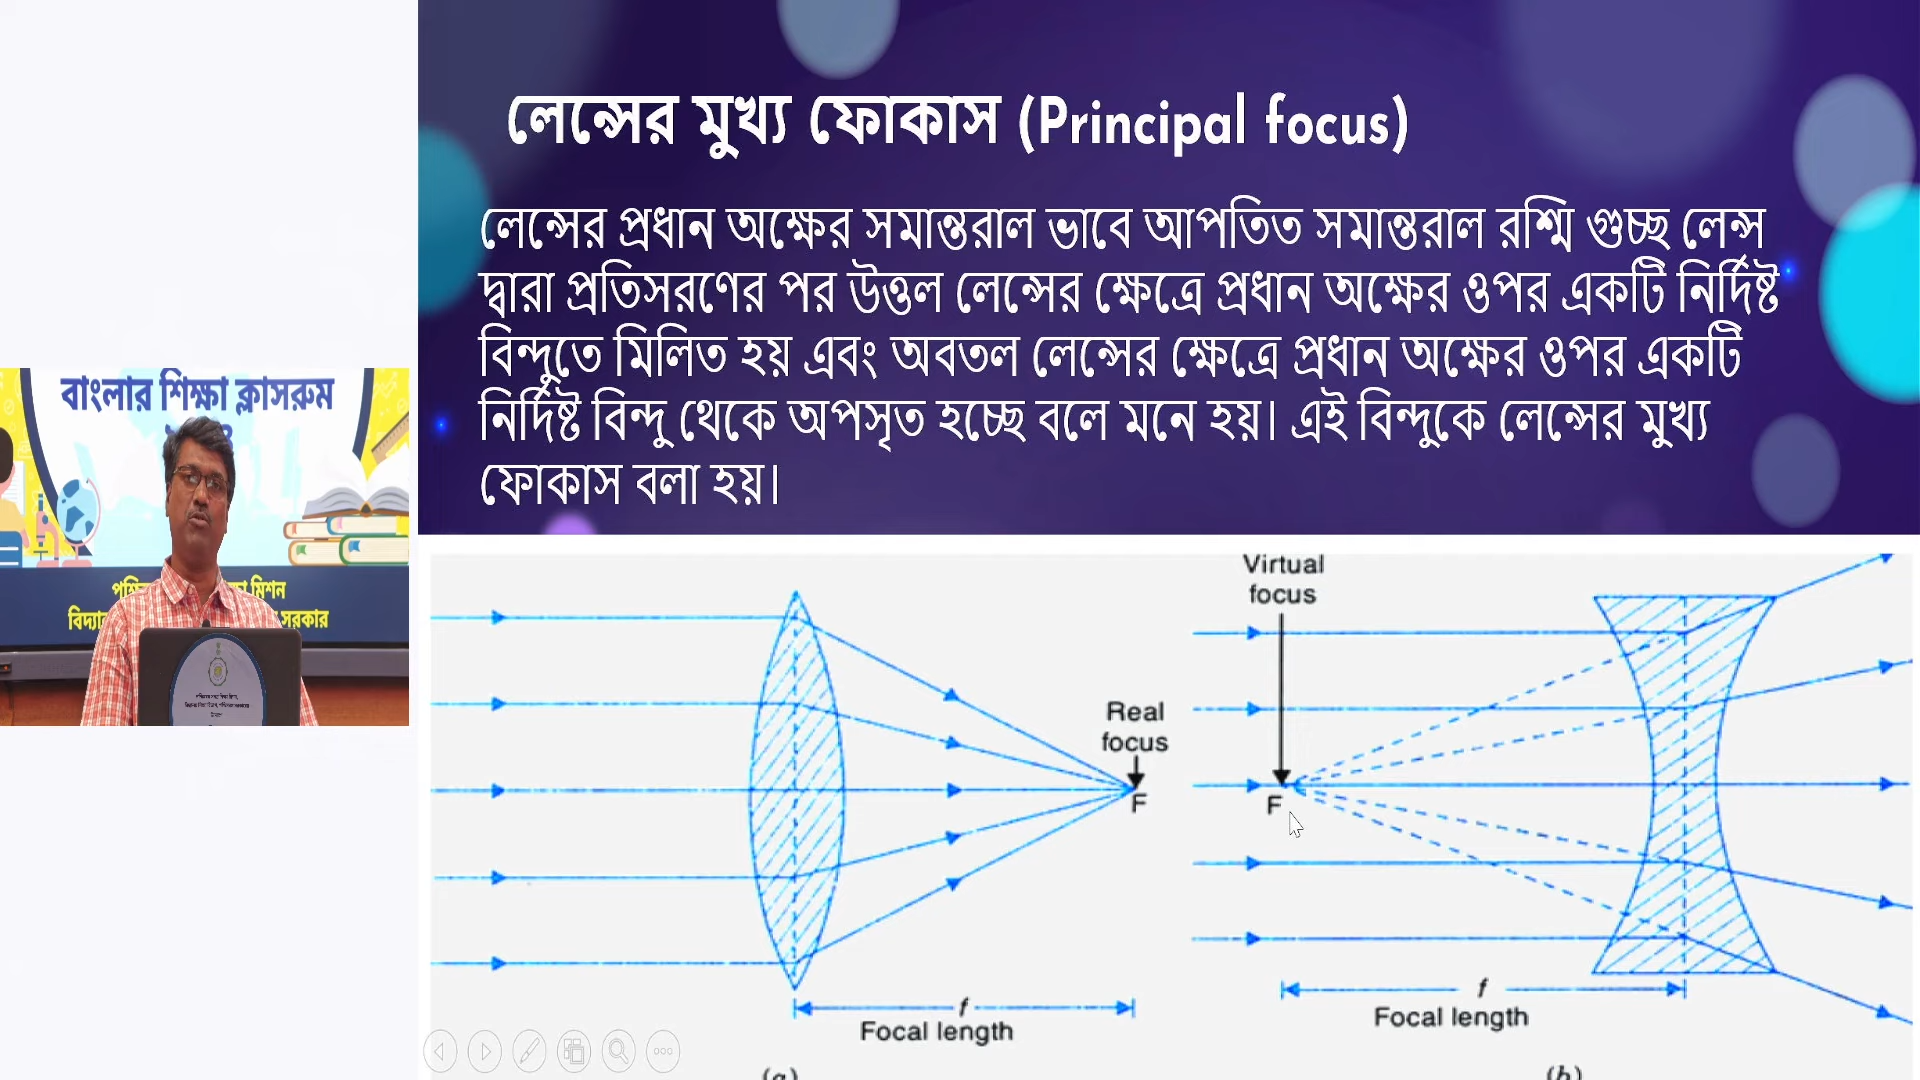 লেন্সের মুখ্য ফোকাস (Principal focus)
লেন্সের প্রধান অক্ষের সমান্তরাল ভাবে আপতিত সমান্তরাল রশ্মি গুচ্ছ লেন্স
দ্বারা প্রতিসরণের পর উত্তল লেন্সের ক্ষেত্রে প্রধান অক্ষের ওপর একটি নির্দিষ্ট
বিন্দুতে মিলিত হয় এবং অবতল লেন্সের ক্ষেত্রে প্রধান অক্ষের ওপর একটি
নির্দিষ্ট বিন্দু থেকে অপসৃত হচ্ছে বলে মনে হয়। এই বিন্দুকে লেন্সের মুখ্য
ফোকাস বলা হয়।
বাংলার শিক্ষা ক্লাসরুম
মিশন
সরকার
Real
focus
F
f
Focal length
(a)
Virtual
focus
F
f
Focal length
(b)